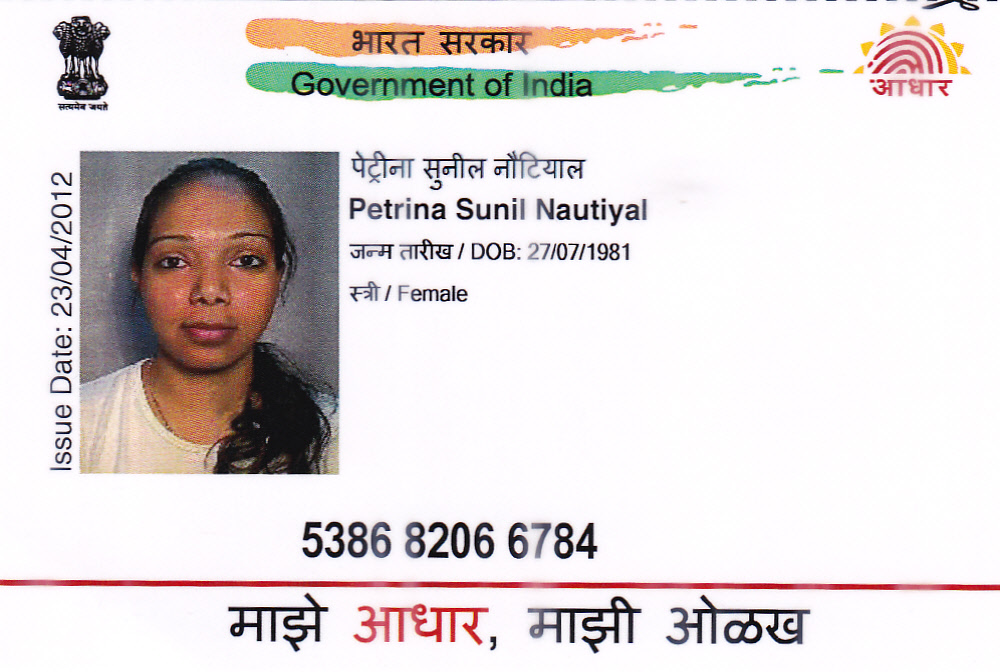 भारत सरकार
Government of India
सत्यमेव जयते
आधार
Issue Date: 23/04/2012
पेट्रीना सुनील नौटियाल
Petrina Sunil Nautiyal
जन्म तारीख / DOB: 27/07/1981
स्त्री / Female
5386 8206 6784
माझे आधार, माझी ओळख